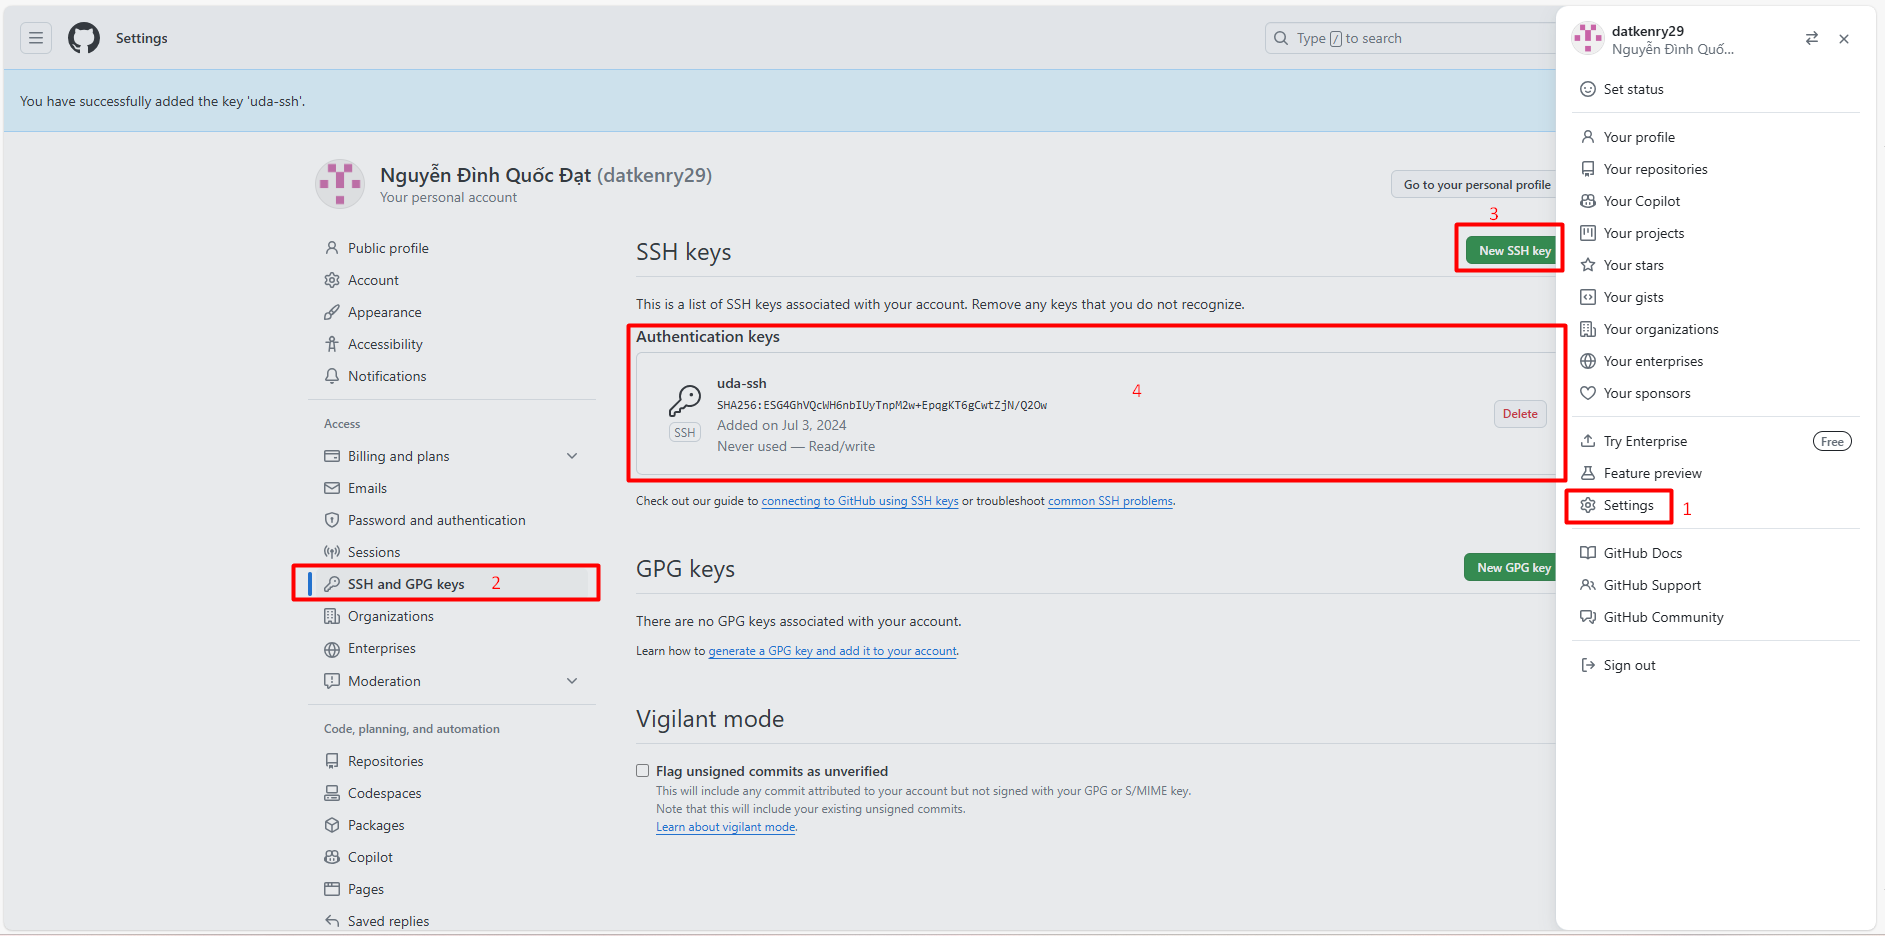 Settings
Type / to search
You have successfully added the key 'uda-ssh'.
Nguyễn Đình Quốc Đạt (datkenry29)
Your personal account
Go to your personal profile
Public profile
Account
Appearance
Accessibility
Notifications
Access
Billing and plans
Emails
Password and authentication
Sessions
SSH and GPG keys 2
Organizations
Enterprises
Moderation
Code, planning, and automation
Repositories
Codespaces
Packages
Copilot
Pages
Saved replies
3
SSH keys
New SSH key
This is a list of SSH keys associated with your account. Remove any keys that you do not recognize.
Authentication keys
uda-ssh
SHA256:ESG4GhVQcWH6nbIUyTnpM2w+EpqgKT6gCwtZjN/Q2Ow
4
SSH
Added on Jul 3, 2024
Never used — Read/write
Delete
Check out our guide to connecting to GitHub using SSH keys or troubleshoot common SSH problems.
GPG keys
New GPG key
There are no GPG keys associated with your account.
Learn how to generate a GPG key and add it to your account.
Vigilant mode
Flag unsigned commits as unverified
This will include any commit attributed to your account but not signed with your GPG or S/MIME key.
Note that this will include your existing unsigned commits.
Learn about vigilant mode.
datkenry29
Nguyễn Đình Quố...
Set status
Your profile
Your repositories
Your Copilot
Your projects
Your stars
Your gists
Your organizations
Your enterprises
Your sponsors
Try Enterprise
Free
Feature preview
Settings 1
GitHub Docs
GitHub Support
GitHub Community
Sign out